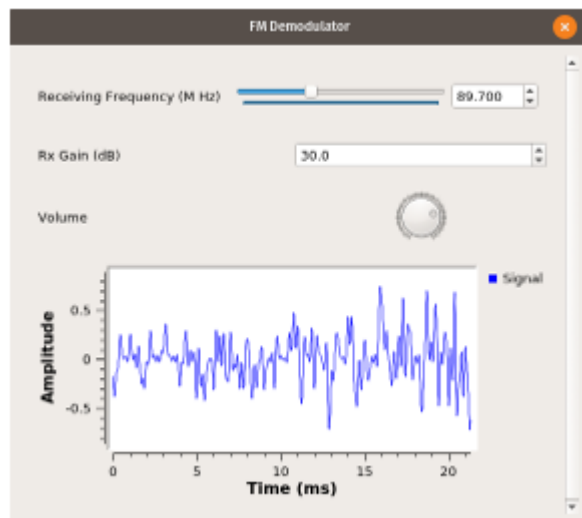 FM Demodulator
Receiving Frequency (M Hz) 89.700
Rx Gain (dB) 30.0
Volume
Signal
Amplitude
0.5
0
-0.5
0 5 10 15 20
Time (ms)